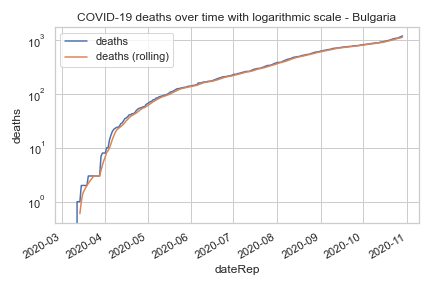 COVID-19 deaths over time with logarithmic scale - Bulgaria
deaths
deaths (rolling)
10³
10²
10¹
10⁰
deaths
2020-03
2020-04
2020-05
2020-06
2020-07
2020-08
2020-09
2020-10
2020-11
dateRep